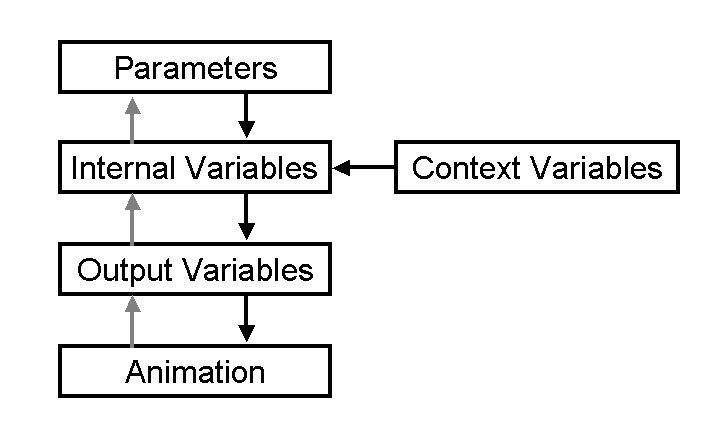 Parameters
Internal Variables
Context Variables
Output Variables
Animation